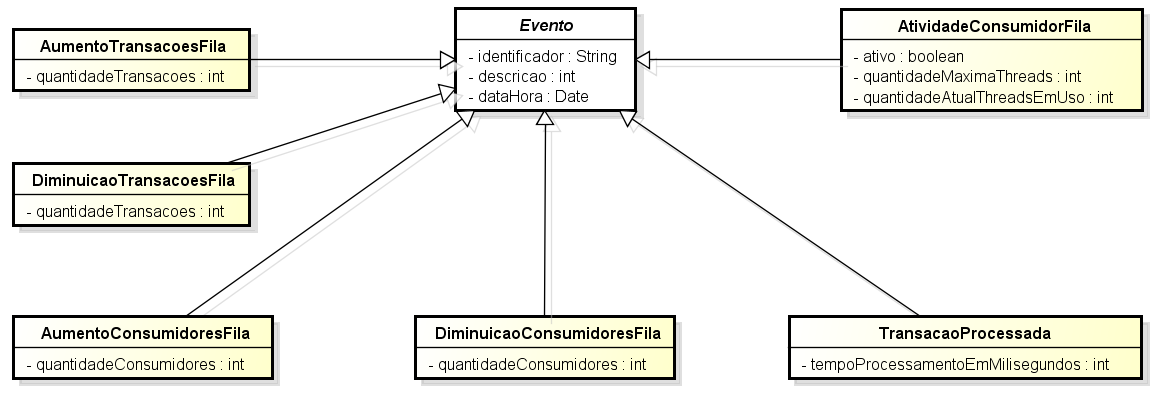 AumentoTransacoesFila
- quantidadeTransacoes : int
Evento
- identificador : String
- descricao : int
- dataHora : Date
AtividadeConsumidorFila
- ativo : boolean
- quantidadeMaximaThreads : int
- quantidadeAtualThreadsEmUso : int
DiminuicaoTransacoesFila
- quantidadeTransacoes : int
AumentoConsumidoresFila
- quantidadeConsumidores : int
DiminuicaoConsumidoresFila
- quantidadeConsumidores : int
TransacaoProcessada
- tempoProcessamentoEmMilisegundos : int